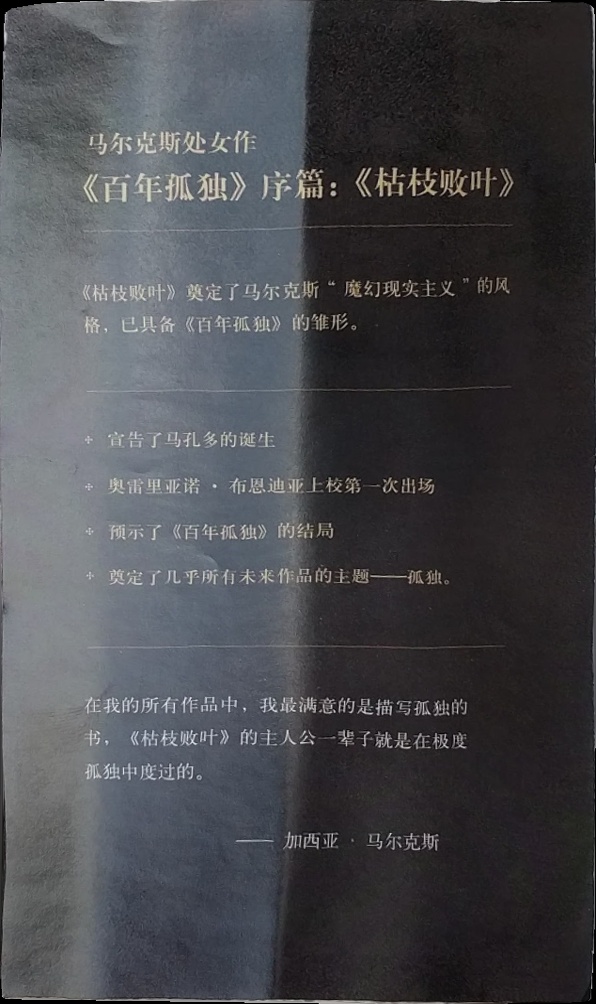 马尔克斯处女作
《百年孤独》序篇：《枯枝败叶》
《枯枝败叶》奠定了马尔克斯“魔幻现实主义”的风
格，已具备《百年孤独》的雏形。
÷ 宣告了马孔多的诞生
÷ 奥雷里亚诺·布恩迪亚上校第一次出场
÷ 预示了《百年孤独》的结局
÷ 奠定了几乎所有未来作品的主题——孤独。
在我的所有作品中，我最满意的是描写孤独的
书，《枯枝败叶》的主人公一辈子就是在极度
孤独中度过的。
—— 加西亚·马尔克斯